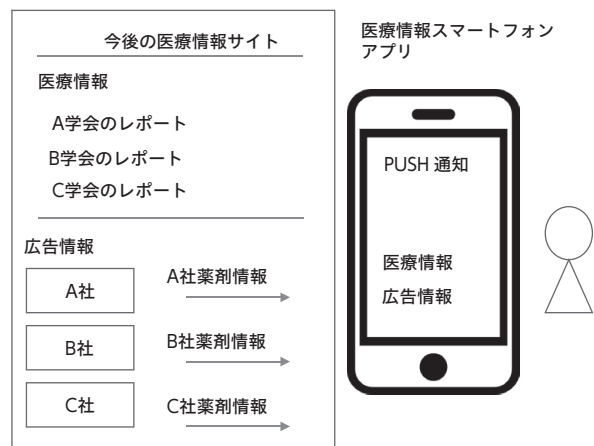 今後の医療情報サイト
医療情報
A学会のレポート
B学会のレポート
C学会のレポート
広告情報
A社
A社薬剤情報
B社
B社薬剤情報
C社
C社薬剤情報
医療情報スマートフォン
アプリ
PUSH 通知
医療情報
広告情報